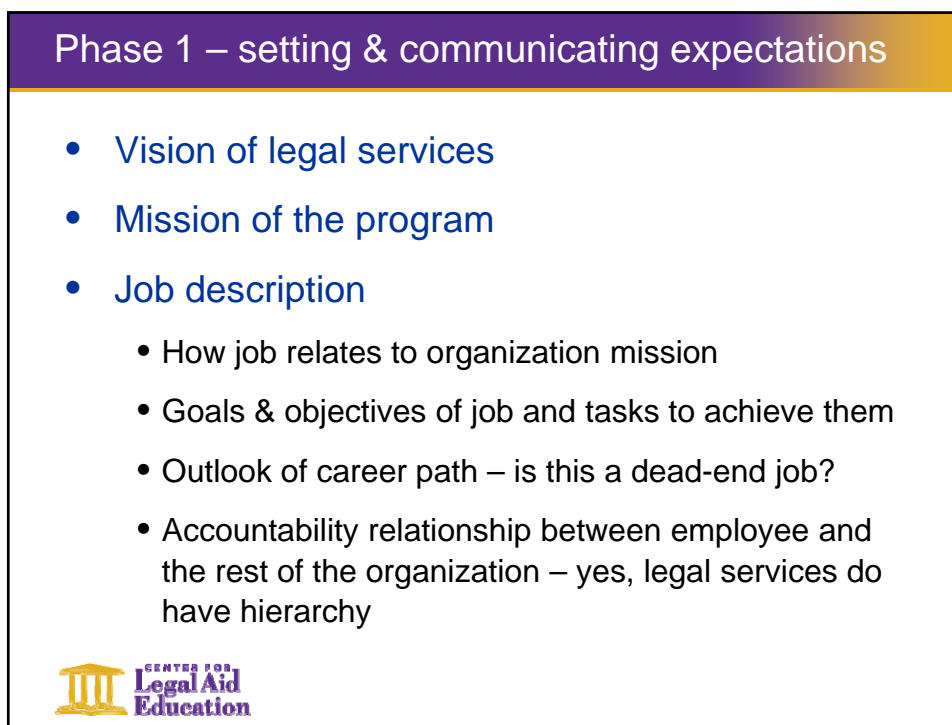 Phase 1 – setting & communicating expectations
• Vision of legal services
• Mission of the program
• Job description
• How job relates to organization mission
• Goals & objectives of job and tasks to achieve them
• Outlook of career path – is this a dead-end job?
• Accountability relationship between employee and
the rest of the organization – yes, legal services do
have hierarchy
CENTER FOR
Legal Aid
Education